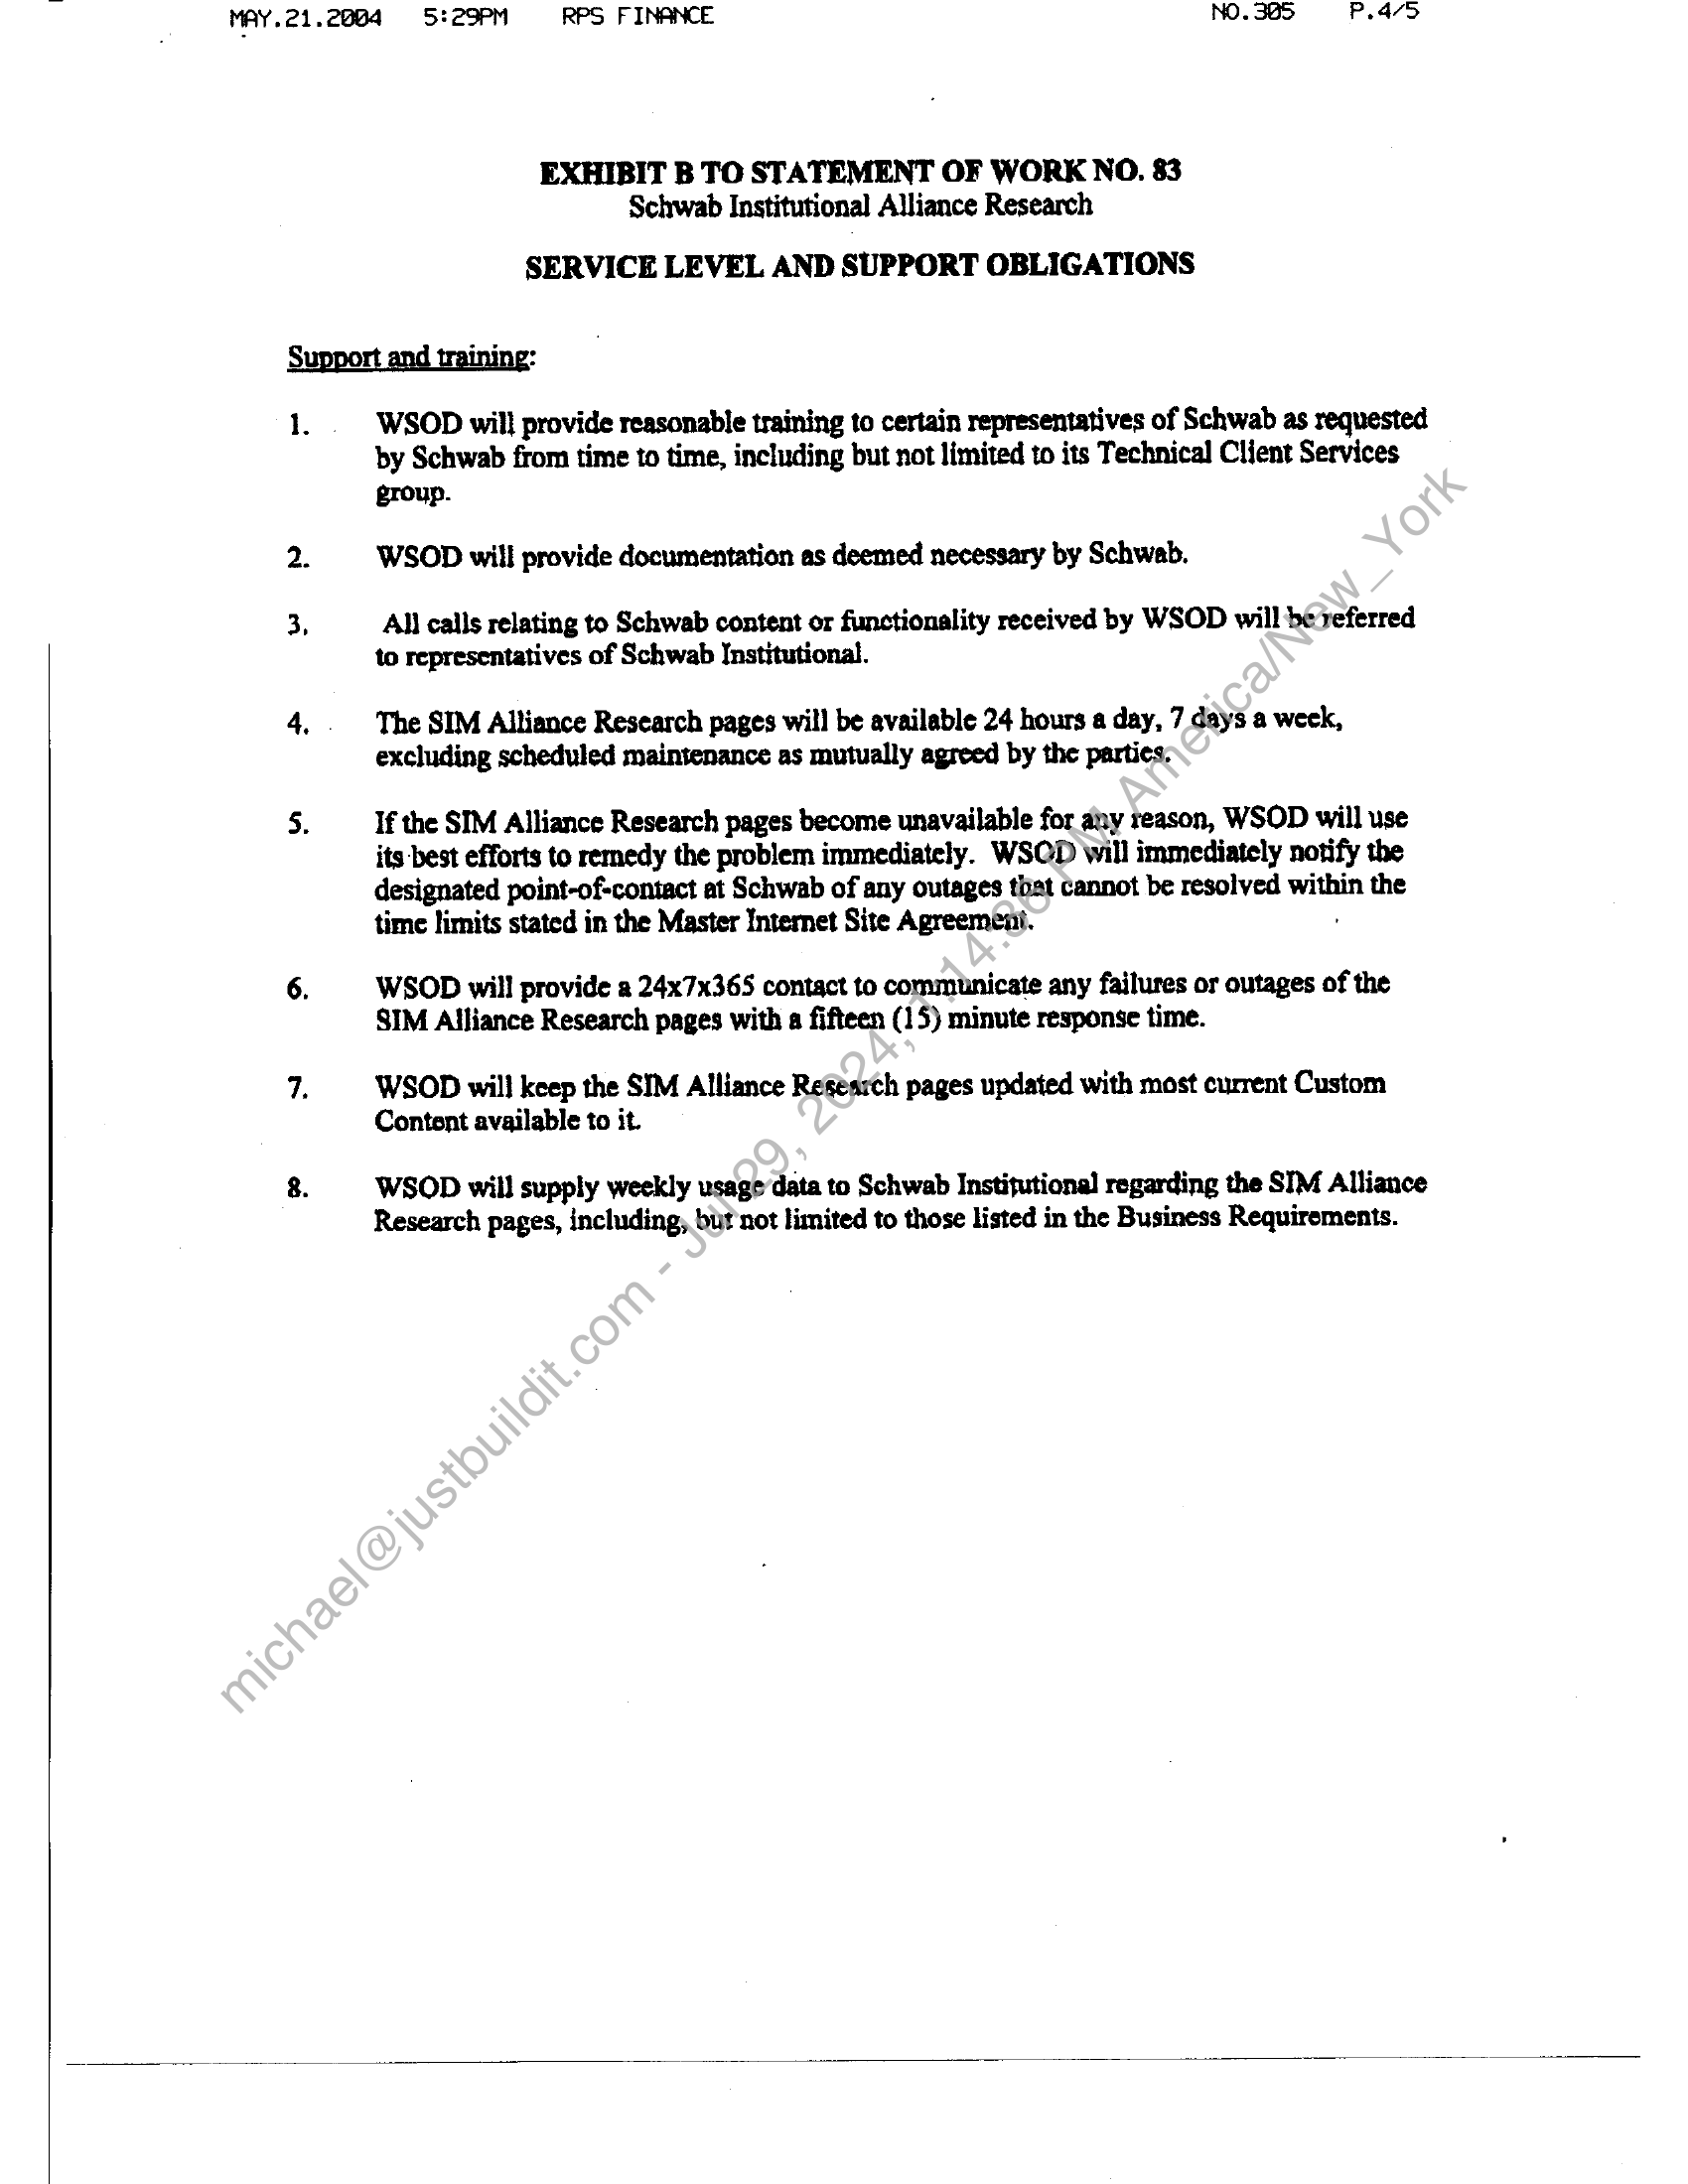 MAY.21.2004 5:29PM RPS FINANCE NO.305 P.4/5
EXHIBIT B TO STATEMENT OF WORK NO. 83
Schwab Institutional Alliance Research
SERVICE LEVEL AND SUPPORT OBLIGATIONS
Support and training:
1. WSOD will provide reasonable training to certain representatives of Schwab as requested
by Schwab from time to time, including but not limited to its Technical Client Services
group.
2. WSOD will provide documentation as deemed necessary by Schwab.
3. All calls relating to Schwab content or functionality received by WSOD will be referred
to representatives of Schwab Institutional.
4. The SIM Alliance Research pages will be available 24 hours a day, 7 days a week,
excluding scheduled maintenance as mutually agreed by the parties.
5. If the SIM Alliance Research pages become unavailable for any reason, WSOD will use
its best efforts to remedy the problem immediately. WSOD will immediately notify the
designated point-of-contact at Schwab of any outages that cannot be resolved within the
time limits stated in the Master Internet Site Agreement.
6. WSOD will provide a 24x7x365 contact to communicate any failures or outages of the
SIM Alliance Research pages with a fifteen (15) minute response time.
7. WSOD will keep the SIM Alliance Research pages updated with most current Custom
Content available to it.
8. WSOD will supply weekly usage data to Schwab Institutional regarding the SIM Alliance
Research pages, including, but not limited to those listed in the Business Requirements.
michael@justbuildit.com - Jul 29, 2024, 1:14:36 PM America/New_York